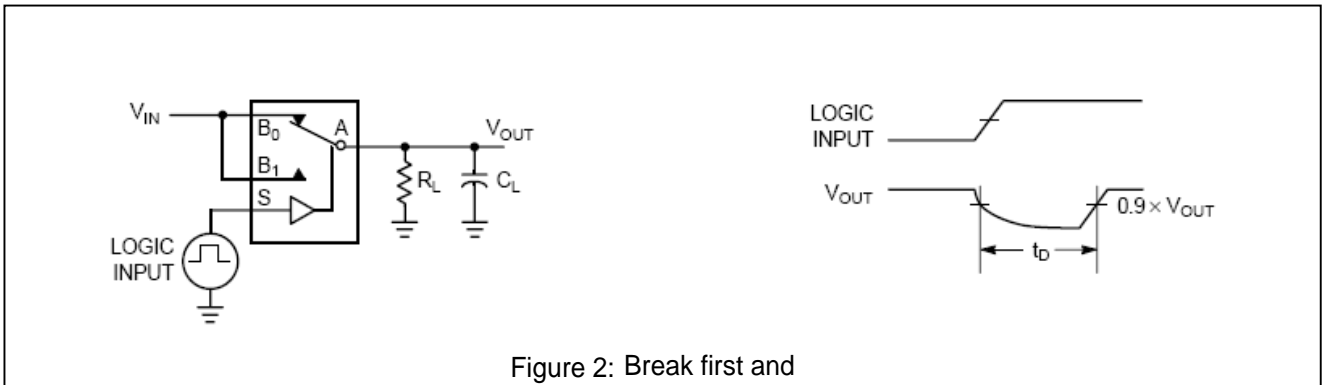 V_IN
B_0
A
V_OUT
B_1
S
R_L
C_L
LOGIC
INPUT
LOGIC
INPUT
V_OUT
0.9 × V_OUT
t_D
Figure 2: Break first and